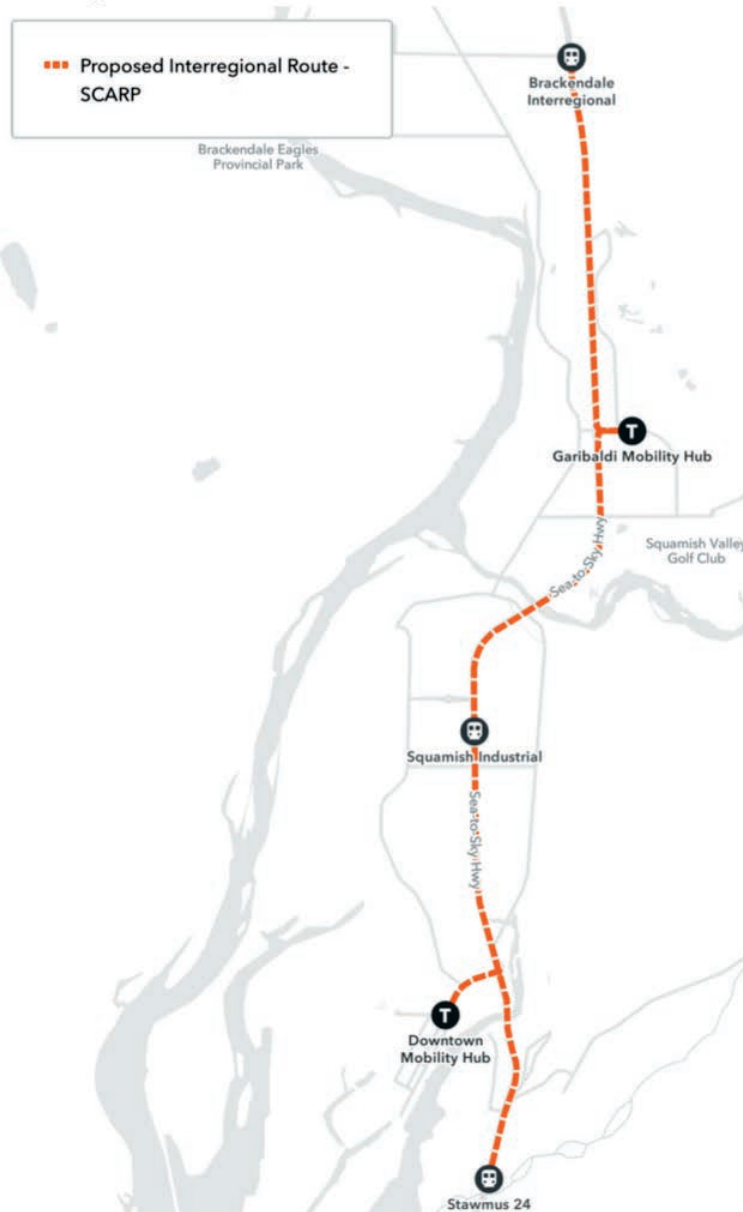 Proposed Interregional Route -
SCARP
Brackendale
Interregional
Brackendale Eagles
Provincial Park
T
Garibaldi Mobility Hub
Sea to Sky Hwy
Squamish Valley
Golf Club
Squamish Industrial
Sea to Sky Hwy
T
Downtown
Mobility Hub
Stawmus 24